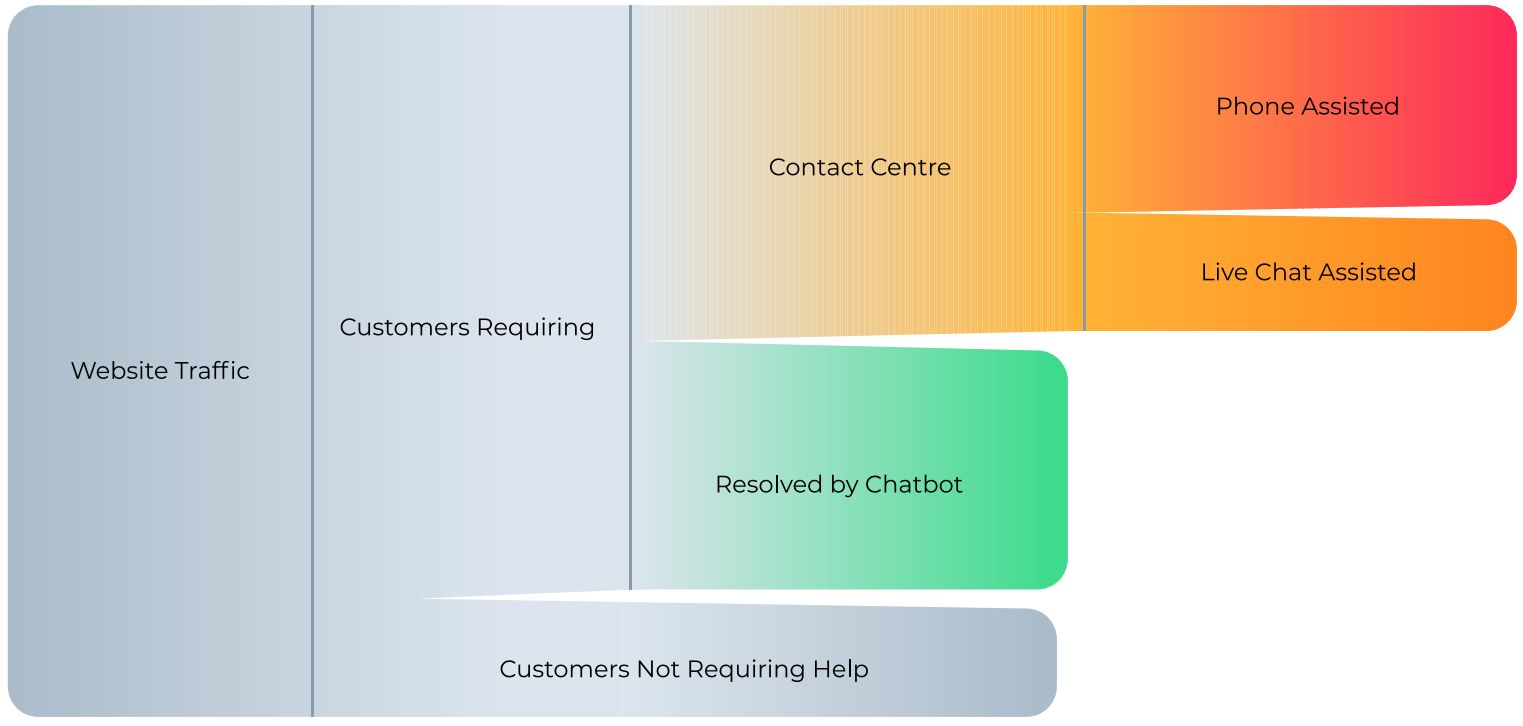 Website Traffic
Customers Requiring
Contact Centre
Phone Assisted
Live Chat Assisted
Resolved by Chatbot
Customers Not Requiring Help